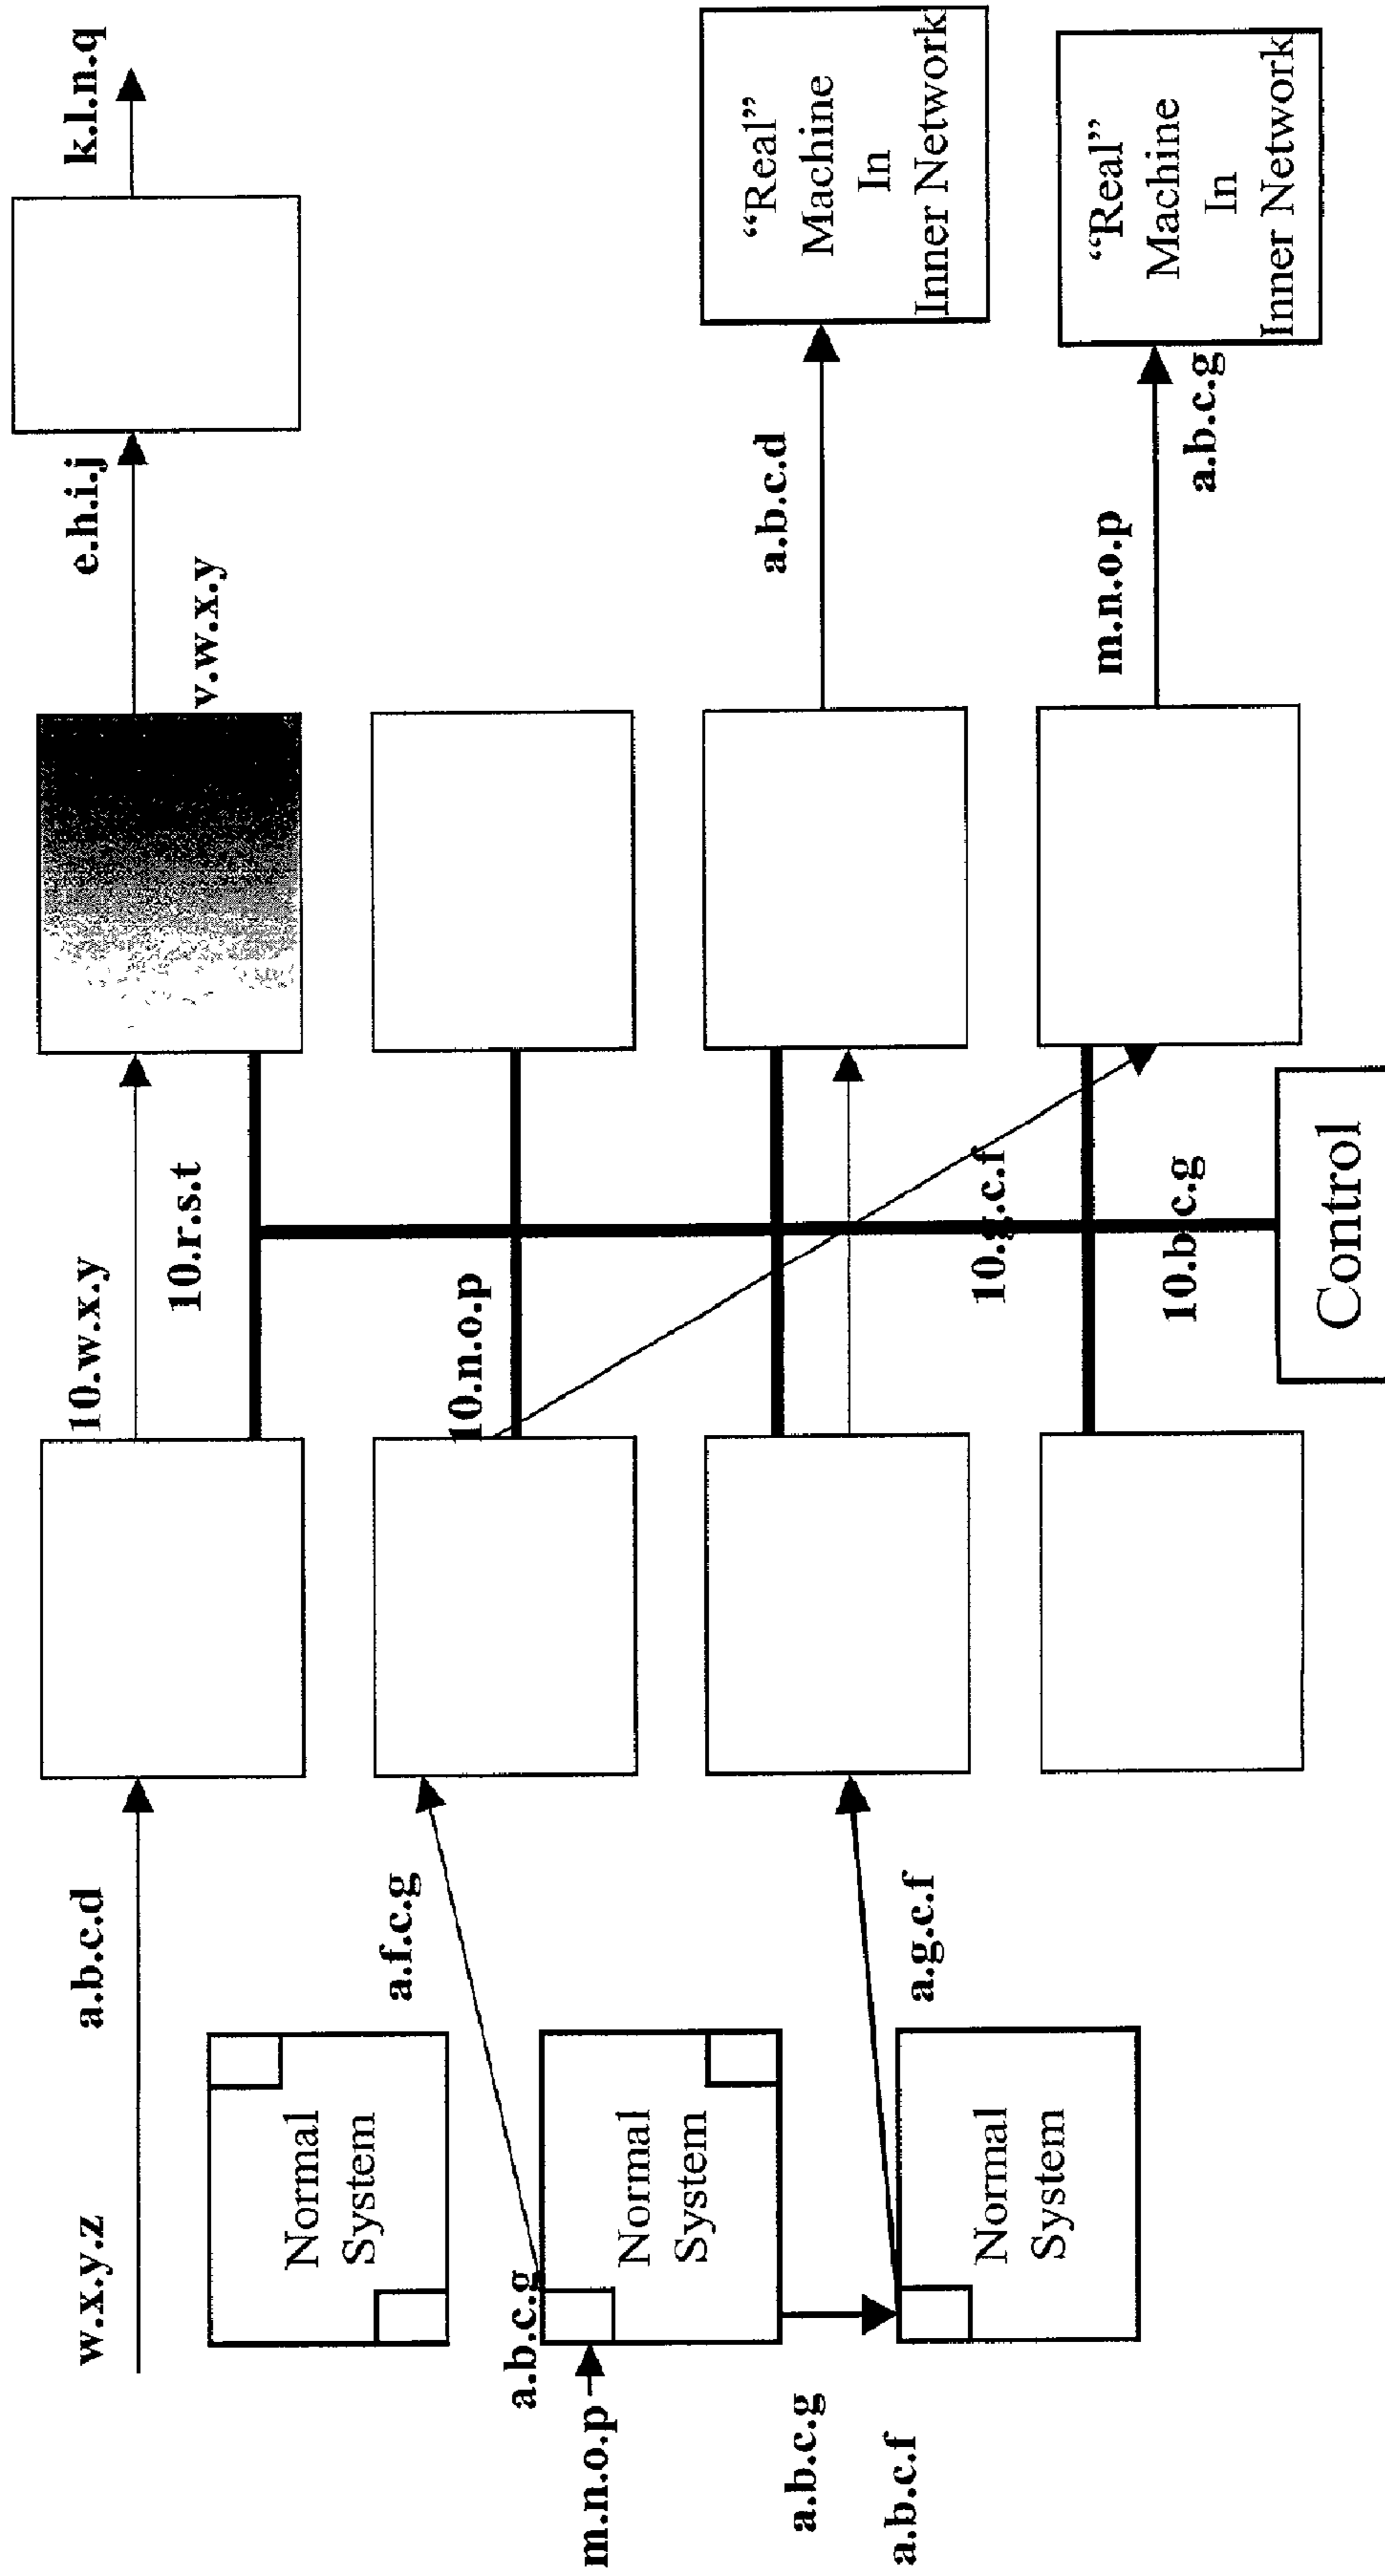 w.x.y.z
a.b.c.d
10.w.x.y
e.h.i.j
k.l.n.q
10.r.s.t
v.w.x.y
Normal
System
a.f.c.g
10.n.o.p
a.b.c.g
m.n.o.p
Normal
System
a.b.c.d
“Real”
Machine
In
Inner Network
a.b.c.g
a.b.c.f
a.g.c.f
10.g.c.f
Normal
System
m.n.o.p
“Real”
Machine
In
Inner Network
10.b.c.g
a.b.c.g
Control